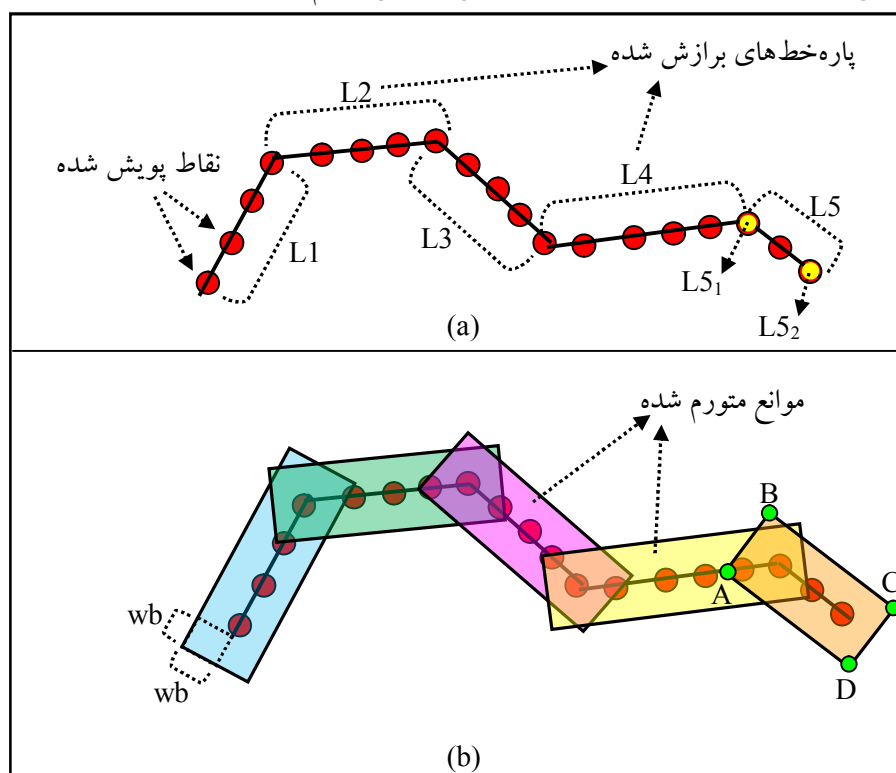 پاره‌خط‌های برازش شده
L2
نقاط پویش شده
L4
L5
L1
L3
L5₁
L5₂
(a)
موانع متورم شده
B
A
C
wb
wb
D
(b)